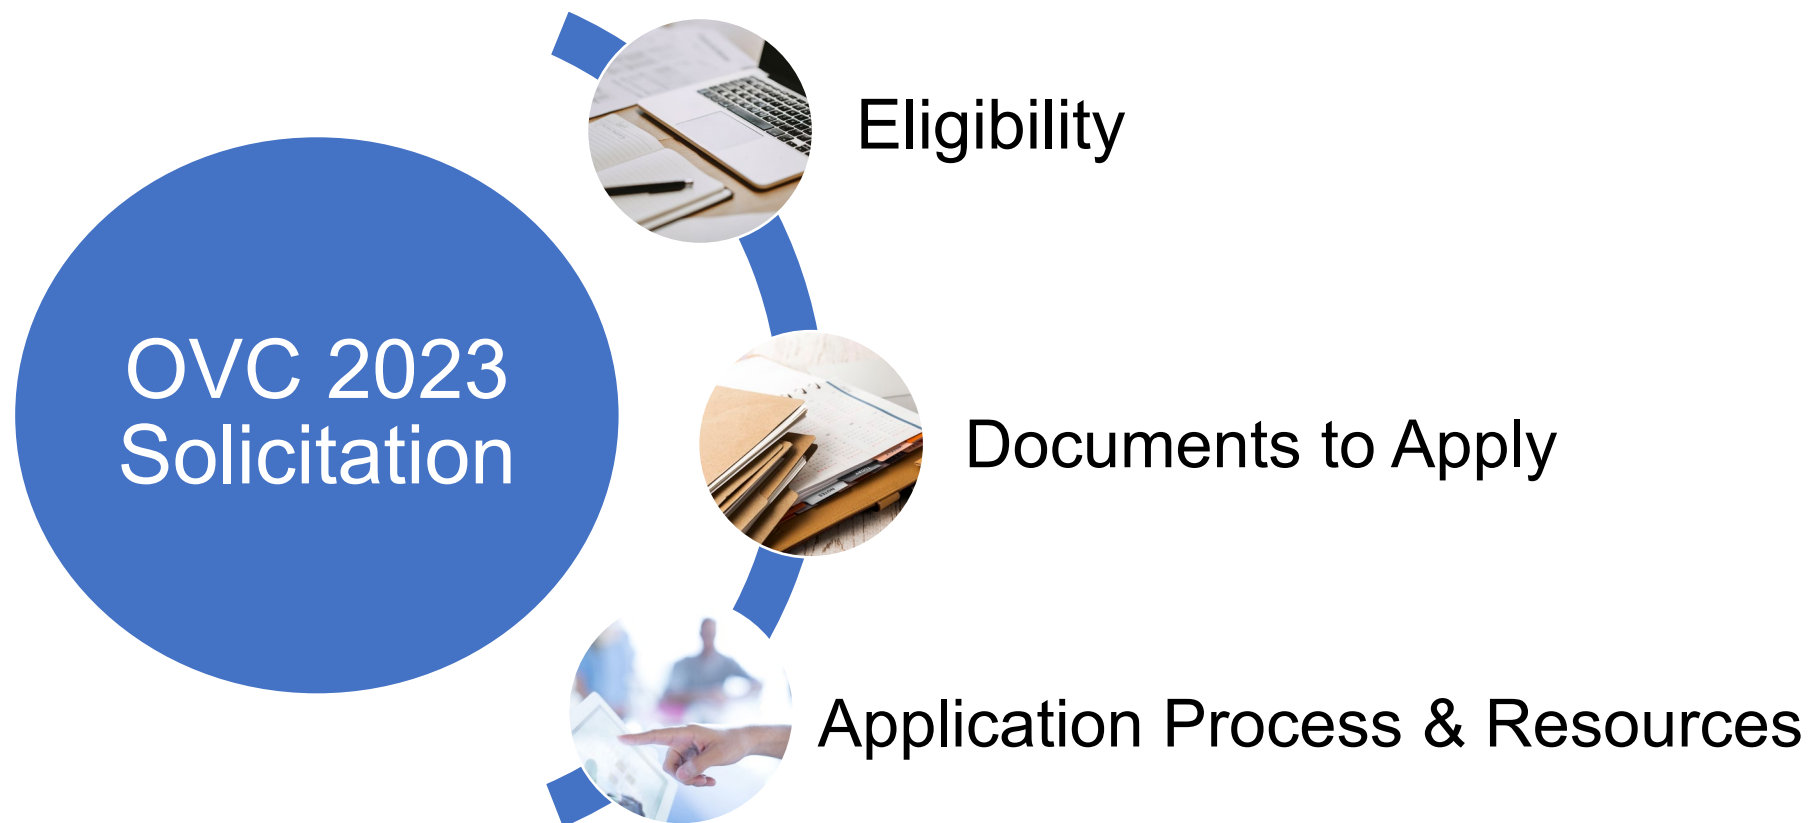 OVC 2023
Solicitation
Eligibility
Documents to Apply
Application Process & Resources